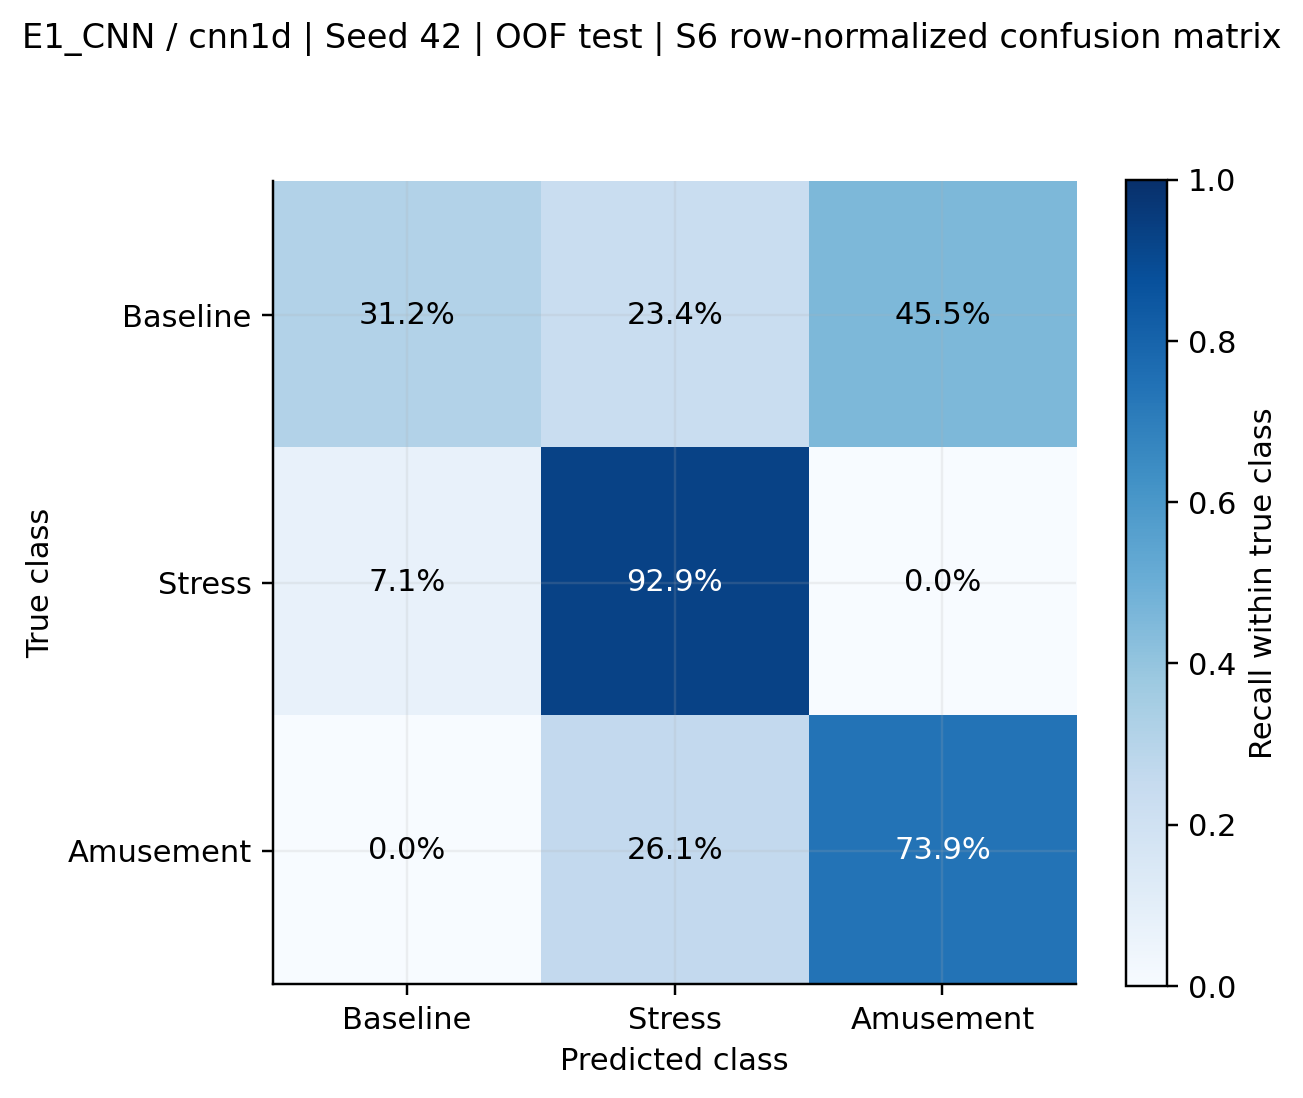 E1_CNN / cnn1d | Seed 42 | OOF test | S6 row-normalized confusion matrix
1.0
Baseline 31.2% 23.4% 45.5%
0.8
0.6
Stress 7.1% 92.9% 0.0%
0.4
Amusement 0.0% 26.1% 73.9%
0.2
0.0
True class
Recall within true class
Baseline Stress Amusement
Predicted class